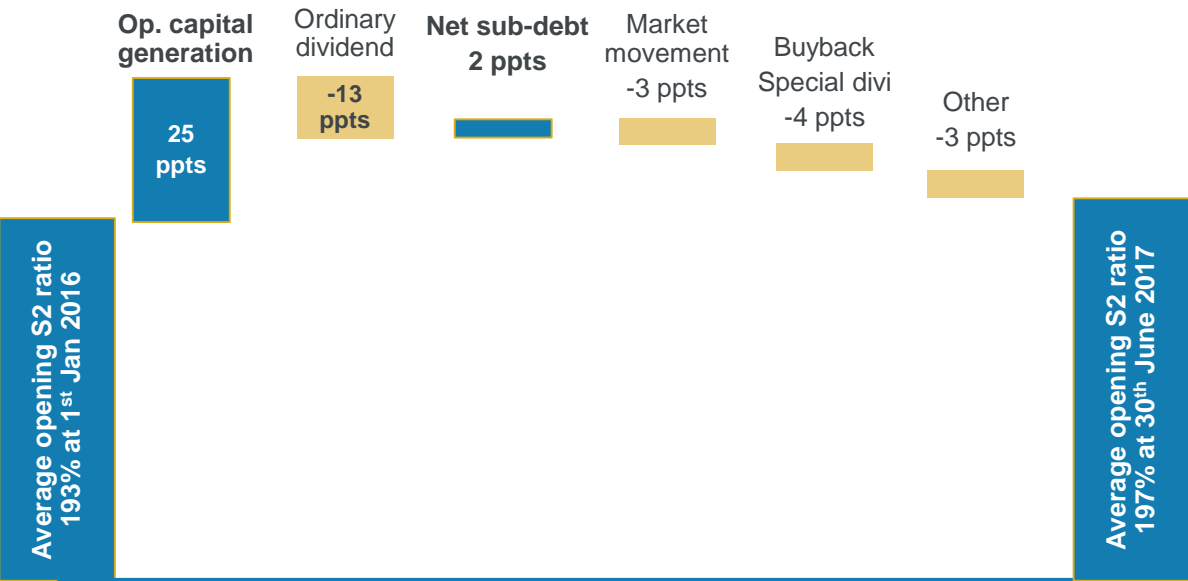 Op. capital
generation
25
ppts
Ordinary
dividend
-13
ppts
Net sub-debt
2 ppts
Market
movement
-3 ppts
Buyback
Special divi
-4 ppts
Other
-3 ppts
Average opening S2 ratio
193% at 1st Jan 2016
Average opening S2 ratio
197% at 30th June 2017